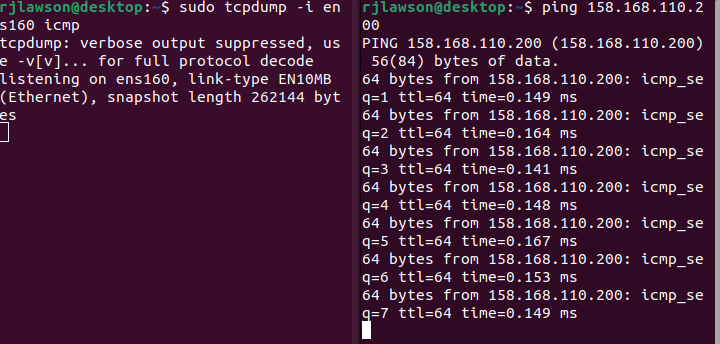 rjlawson@desktop:~$ sudo tcpdump -i en
s160 icmp
tcpdump: verbose output suppressed, us
e -v[v]... for full protocol decode
listening on ens160, link-type EN10MB
(Ethernet), snapshot length 262144 byt
es
rjlawson@desktop:~$ ping 158.168.110.2
00
PING 158.168.110.200 (158.168.110.200)
 56(84) bytes of data.
64 bytes from 158.168.110.200: icmp_se
q=1 ttl=64 time=0.149 ms
64 bytes from 158.168.110.200: icmp_se
q=2 ttl=64 time=0.164 ms
64 bytes from 158.168.110.200: icmp_se
q=3 ttl=64 time=0.141 ms
64 bytes from 158.168.110.200: icmp_se
q=4 ttl=64 time=0.148 ms
64 bytes from 158.168.110.200: icmp_se
q=5 ttl=64 time=0.167 ms
64 bytes from 158.168.110.200: icmp_se
q=6 ttl=64 time=0.153 ms
64 bytes from 158.168.110.200: icmp_se
q=7 ttl=64 time=0.149 ms